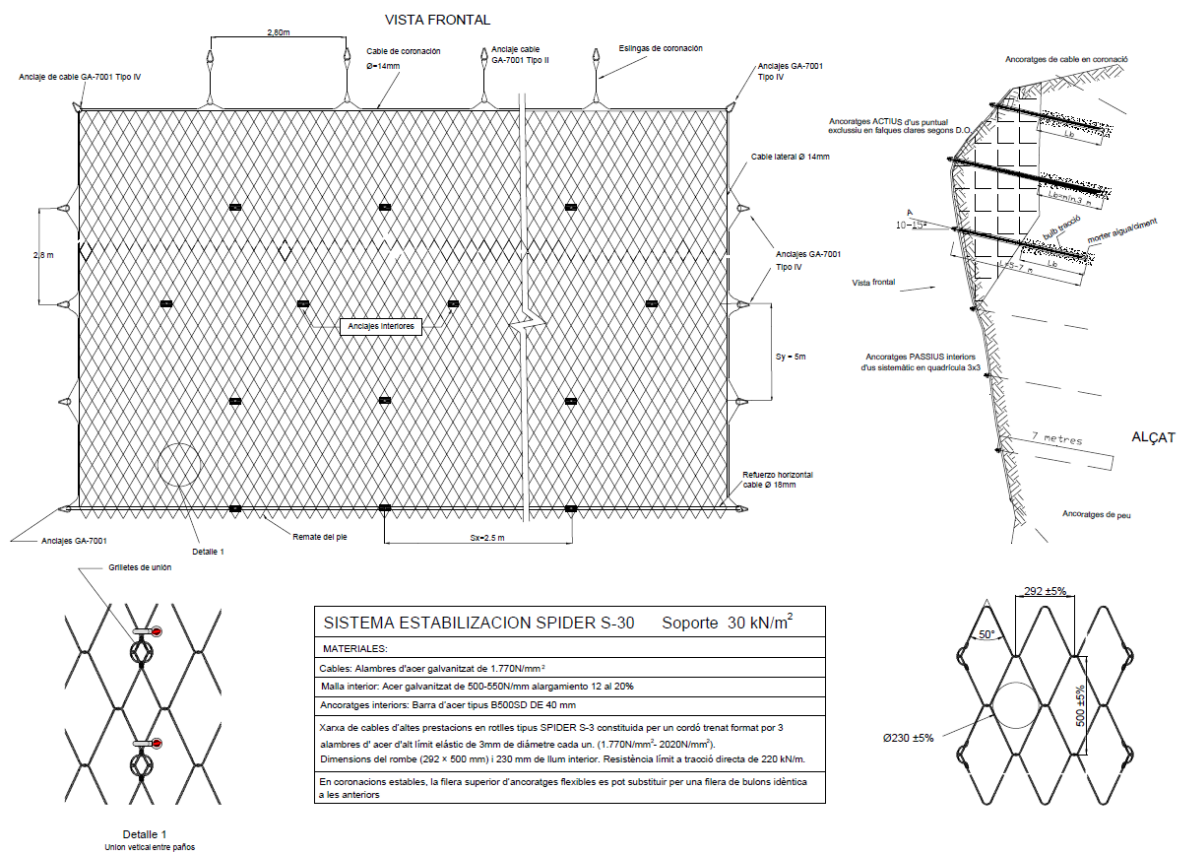 VISTA FRONTAL
2,80m
Cable de coronación
Ø=14mm
Anclaje cable
GA-7001 Tipo II
Eslingas de coronación
Anclaje de cable GA-7001 Tipo IV
Anclajes GA-7001
Tipo IV
Cable lateral Ø 14mm
2,8 m
Anclajes GA-7001
Tipo IV
Anclajes Interiores
Sy = 5m
Refuerzo horizontal
cable Ø 18mm
Anclajes GA-7001
Detalle 1
Remate del pie
Sx=2.5 m
Ancoratges de cable en coronació
Ancoratges ACTIUS d'us puntual
exclussiu en falques clares segons D.O.
Lb
Lb=min.3 m
A
10-15º
bulb tracció
morter aigua/ciment
Lb
L=5-7 m
Vista frontal
Ancoratges PASSIUS interiors
d'us sistemàtic en quadrícula 3x3
7 metres
ALÇAT
Ancoratges de peu
Grilletes de unión
Detalle 1
Union vetical entre paños
SISTEMA ESTABILIZACION SPIDER S-30 Soporte 30 kN/m²
MATERIALES:
Cables: Alambres d'acer galvanitzat de 1.770N/mm²
Malla interior: Acer galvanitzat de 500-550N/mm alargamiento 12 al 20%
Ancoratges interiors: Barra d'acer tipus B500SD DE 40 mm
Xarxa de cables d'altes prestacions en rotlles tipus SPIDER S-3 constituida per un cordó trenat format per 3
alambres d' acer d'alt límit elástic de 3mm de diámetre cada un. (1.770N/mm²- 2020N/mm²).
Dimensions del rombe (292 × 500 mm) i 230 mm de llum interior. Resistència límit a tracció directa de 220 kN/m.
En coronacions estables, la filera superior d'ancoratges flexibles es pot substituir per una filera de bulons idèntica
a les anteriors
292 ±5%
50°
500 ±5%
Ø230 ±5%